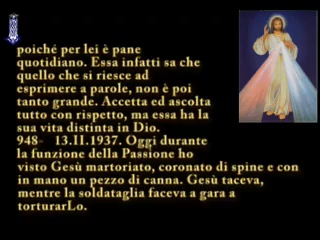 poiché per lei è pane
quotidiano. Essa infatti sa che
quello che si riesce ad
esprimere a parole, non è poi
tanto grande. Accetta ed ascolta
tutto con rispetto, ma essa ha la
sua vita distinta in Dio.
948- 13.II.1937. Oggi durante
la funzione della Passione ho
visto Gesù martoriato, coronato di spine e con
in mano un pezzo di canna. Gesù taceva,
mentre la soldataglia faceva a gara a
torturarLo.